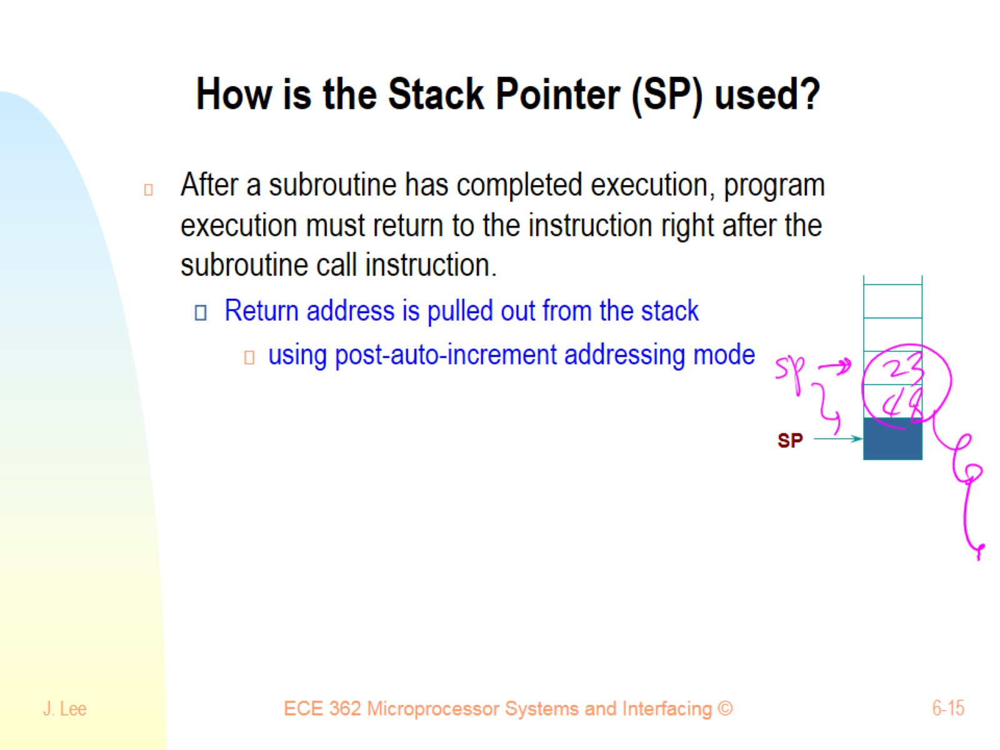 How is the Stack Pointer (SP) used?
After a subroutine has completed execution, program
execution must return to the instruction right after the
subroutine call instruction.
Return address is pulled out from the stack
using post-auto-increment addressing mode
SP
23
48
SP
J. Lee
ECE 362 Microprocessor Systems and Interfacing ©
6-15